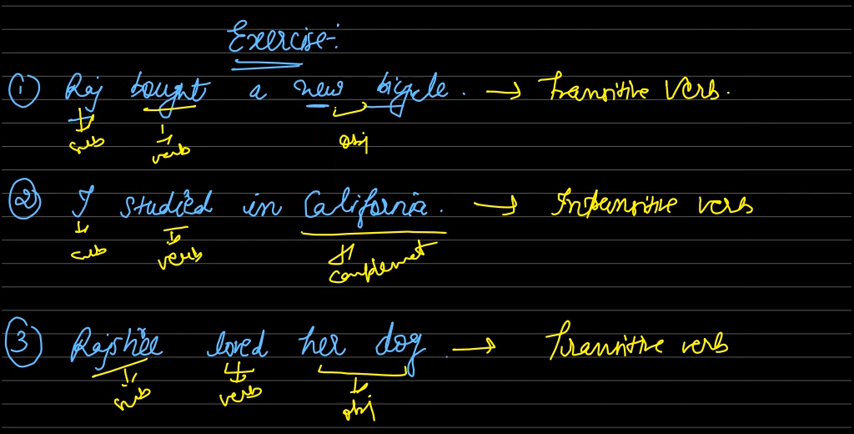 Exercise:-
① Raj bought a new bicycle. → Transitive Verb.
sub verb obj
② I studied in California. → Intransitive verb
sub verb complement
③ Rajshree loved her dog → Transitive verb
sub verb obj